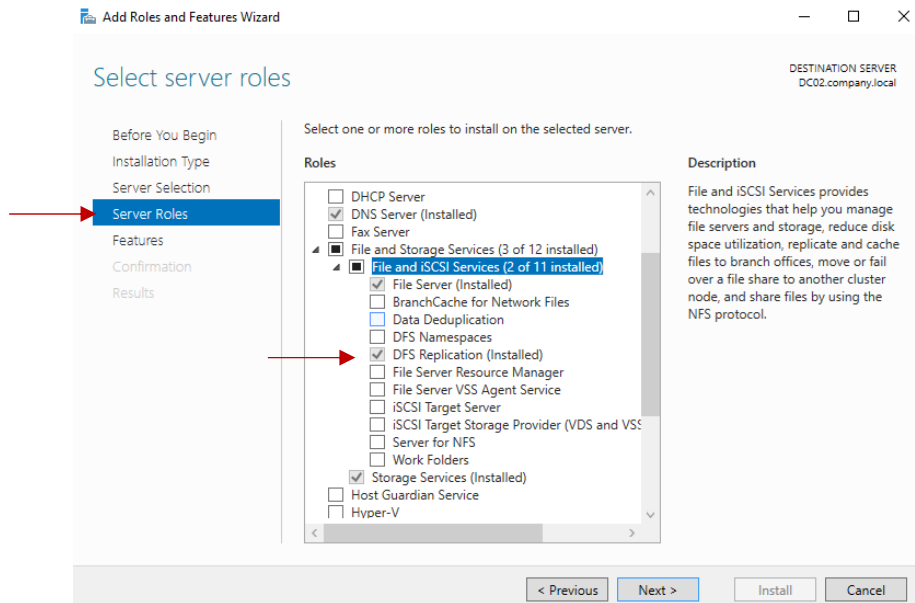 Add Roles and Features Wizard
Select server roles
DESTINATION SERVER
DC02.company.local
Before You Begin
Installation Type
Server Selection
Server Roles
Features
Confirmation
Results
Select one or more roles to install on the selected server.
Roles
DHCP Server
DNS Server (Installed)
Fax Server
File and Storage Services (3 of 12 installed)
File and iSCSI Services (2 of 11 installed)
File Server (Installed)
BranchCache for Network Files
Data Deduplication
DFS Namespaces
DFS Replication (Installed)
File Server Resource Manager
File Server VSS Agent Service
iSCSI Target Server
iSCSI Target Storage Provider (VDS and VSS
Server for NFS
Work Folders
Storage Services (Installed)
Host Guardian Service
Hyper-V
Description
File and iSCSI Services provides
technologies that help you manage
file servers and storage, reduce disk
space utilization, replicate and cache
files to branch offices, move or fail
over a file share to another cluster
node, and share files by using the
NFS protocol.
< Previous
Next >
Install
Cancel